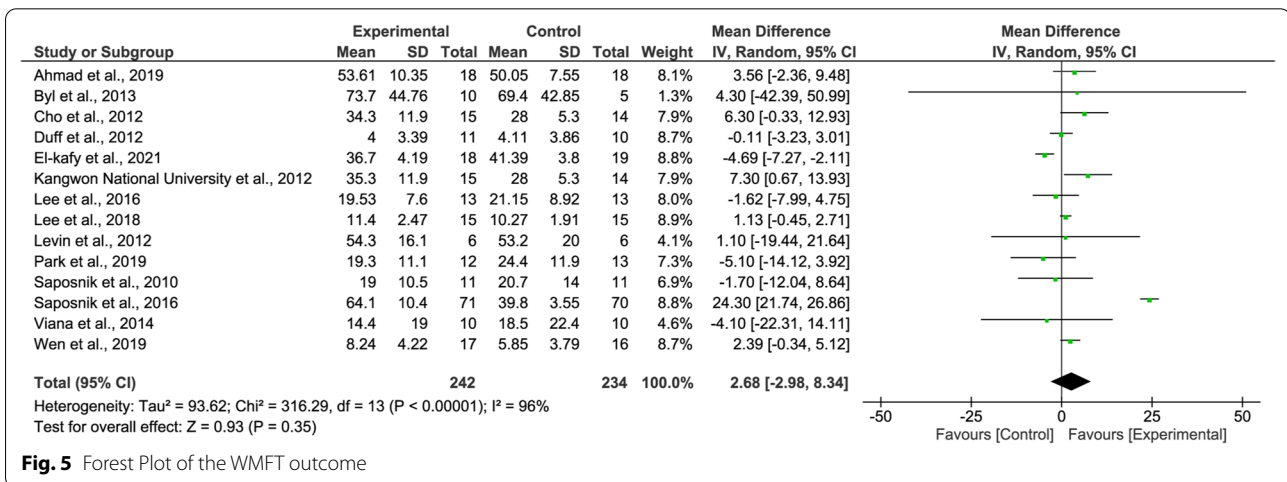 Experimental Control Mean Difference Mean Difference
Study or Subgroup Mean SD Total Mean SD Total Weight IV, Random, 95% CI IV, Random, 95% CI
Ahmad et al., 2019 53.61 10.35 18 50.05 7.55 18 8.1% 3.56 [-2.36, 9.48]
Byl et al., 2013 73.7 44.76 10 69.4 42.85 5 1.3% 4.30 [-42.39, 50.99]
Cho et al., 2012 34.3 11.9 15 28 5.3 14 7.9% 6.30 [-0.33, 12.93]
Duff et al., 2012 4 3.39 11 4.11 3.86 10 8.7% -0.11 [-3.23, 3.01]
El-kafy et al., 2021 36.7 4.19 18 41.39 3.8 19 8.8% -4.69 [-7.27, -2.11]
Kangwon National University et al., 2012 35.3 11.9 15 28 5.3 14 7.9% 7.30 [0.67, 13.93]
Lee et al., 2016 19.53 7.6 13 21.15 8.92 13 8.0% -1.62 [-7.99, 4.75]
Lee et al., 2018 11.4 2.47 15 10.27 1.91 15 8.9% 1.13 [-0.45, 2.71]
Levin et al., 2012 54.3 16.1 6 53.2 20 6 4.1% 1.10 [-19.44, 21.64]
Park et al., 2019 19.3 11.1 12 24.4 11.9 13 7.3% -5.10 [-14.12, 3.92]
Saposnik et al., 2010 19 10.5 11 20.7 14 11 6.9% -1.70 [-12.04, 8.64]
Saposnik et al., 2016 64.1 10.4 71 39.8 3.55 70 8.8% 24.30 [21.74, 26.86]
Viana et al., 2014 14.4 19 10 18.5 22.4 10 4.6% -4.10 [-22.31, 14.11]
Wen et al., 2019 8.24 4.22 17 5.85 3.79 16 8.7% 2.39 [-0.34, 5.12]
Total (95% CI) 242 234 100.0% 2.68 [-2.98, 8.34]
Heterogeneity: Tau² = 93.62; Chi² = 316.29, df = 13 (P < 0.00001); I² = 96%
Test for overall effect: Z = 0.93 (P = 0.35)
-50 -25 0 25 50
Favours [Control] Favours [Experimental]
Fig. 5 Forest Plot of the WMFT outcome